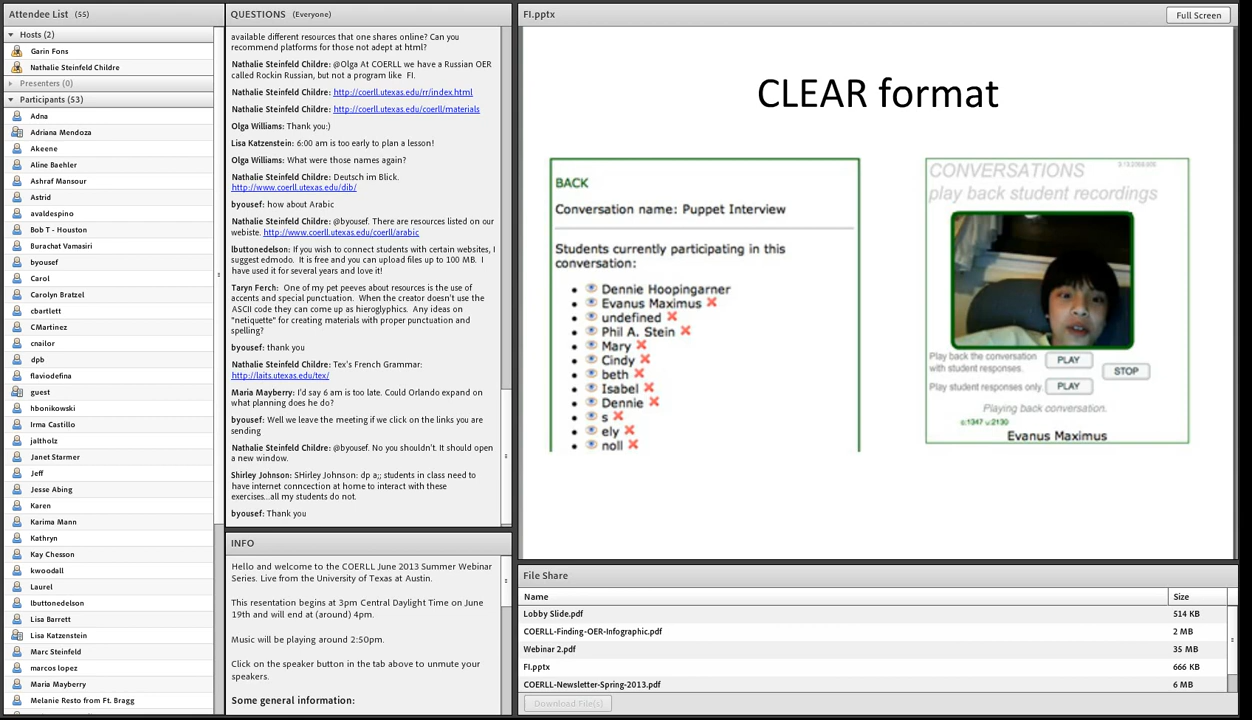 Attendee List (55)
Hosts (2)
Garin Fons
Nathalie Steinfeld Childre
Presenters (0)
Participants (53)
Adna
Adriana Mendoza
Akeene
Aline Baehler
Ashraf Mansour
Astrid
avaldespino
Bob T - Houston
Burachat Vamasiri
byousef
Carol
Carolyn Bratzel
cbartlett
CMartinez
cnailor
dpb
flaviodefina
guest
hbonikowski
Irma Castillo
jaltholz
Janet Starmer
Jeff
Jesse Abing
Karen
Karima Mann
Kathryn
Kay Chesson
kwoodall
Laurel
lbuttonedelson
Lisa Barrett
Lisa Katzenstein
Marc Steinfeld
marcos lopez
Maria Mayberry
Melanie Resto from Ft. Bragg
QUESTIONS (Everyone)
available different resources that one shares online? Can you
recommend platforms for those not adept at html?
Nathalie Steinfeld Childre: @Olga At COERLL we have a Russian OER
called Rockin Russian, but not a program like FI.
Nathalie Steinfeld Childre: http://coerll.utexas.edu/rr/index.html
Nathalie Steinfeld Childre: http://coerll.utexas.edu/coerll/materials
Olga Williams: Thank you:)
Lisa Katzenstein: 6:00 am is too early to plan a lesson!
Olga Williams: What were those names again?
Nathalie Steinfeld Childre: Deutsch im Blick.
http://www.coerll.utexas.edu/dib/
byousef: how about Arabic
Nathalie Steinfeld Childre: @byousef. There are resources listed on our
webiste. http://www.coerll.utexas.edu/coerll/arabic
lbuttonedelson: If you wish to connect students with certain websites, I
suggest edmodo. It is free and you can upload files up to 100 MB. I
have used it for several years and love it!
Taryn Ferch: One of my pet peeves about resources is the use of
accents and special punctuation. When the creator doesn't use the
ASCII code they can come up as hieroglyphics. Any ideas on
"netiquette" for creating materials with proper punctuation and
spelling?
byousef: thank you
Nathalie Steinfeld Childre: Tex's French Grammar:
http://laits.utexas.edu/tex/
Maria Mayberry: I'd say 6 am is too late. Could Orlando expand on
what planning does he do?
byousef: Well we leave the meeting if we click on the links you are
sending
Nathalie Steinfeld Childre: @byousef. No you shouldn't. It should open
a new window.
Shirley Johnson: SHirley Johnson: dp a;; students in class need to
have internet conncection at home to interact with these
exercises...all my students do not.
byousef: Thank you
INFO
Hello and welcome to the COERLL June 2013 Summer Webinar
Series. Live from the University of Texas at Austin.
This resentation begins at 3pm Central Daylight Time on June
19th and will end at (around) 4pm.
Music will be playing around 2:50pm.
Click on the speaker button in the tab above to unmute your
speakers.
Some general information:
FI.pptx
Full Screen
CLEAR format
BACK
Conversation name: Puppet Interview
Students currently participating in this
conversation:
Dennie Hoopingarner
Evanus Maximus
undefined
Phil A. Stein
Mary
Cindy
beth
Isabel
Dennie
s
ely
noll
CONVERSATIONS
play back student recordings
Play back the conversation
with student responses.
PLAY
STOP
Play student responses only.
PLAY
Playing back conversation.
c:1347 u:2130
Evanus Maximus
File Share
Name Size
Lobby Slide.pdf 514 KB
COERLL-Finding-OER-Infographic.pdf 2 MB
Webinar 2.pdf 35 MB
FI.pptx 666 KB
COERLL-Newsletter-Spring-2013.pdf 6 MB
Download File(s)